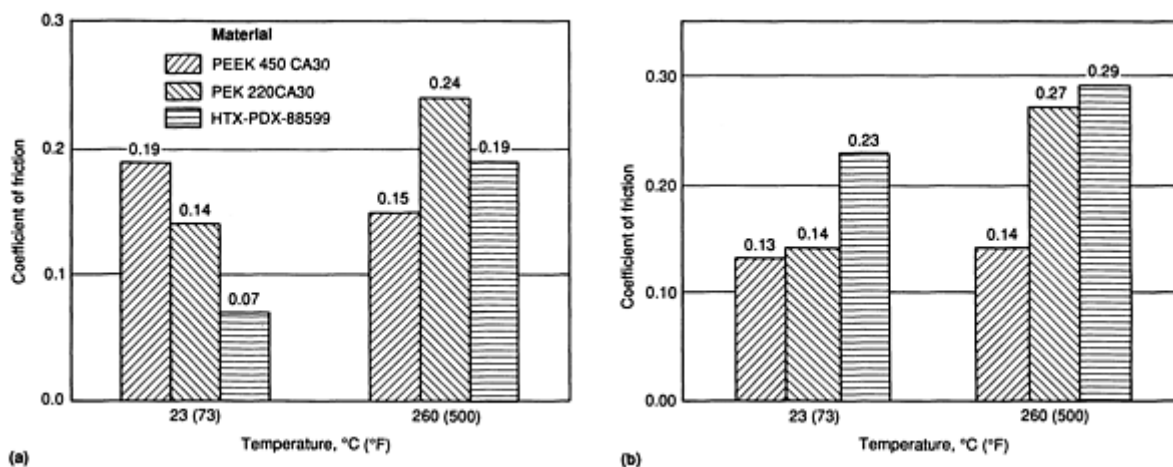 0.3
0.2
0.1
0.0
Coefficient of friction
Material
PEEK 450 CA30
PEK 220CA30
HTX-PDX-88599
0.19
0.14
0.07
0.15
0.24
0.19
23 (73)
260 (500)
Temperature, °C (°F)
(a)
0.30
0.20
0.10
0.00
Coefficient of friction
0.13
0.14
0.23
0.14
0.27
0.29
23 (73)
260 (500)
Temperature, °C (°F)
(b)